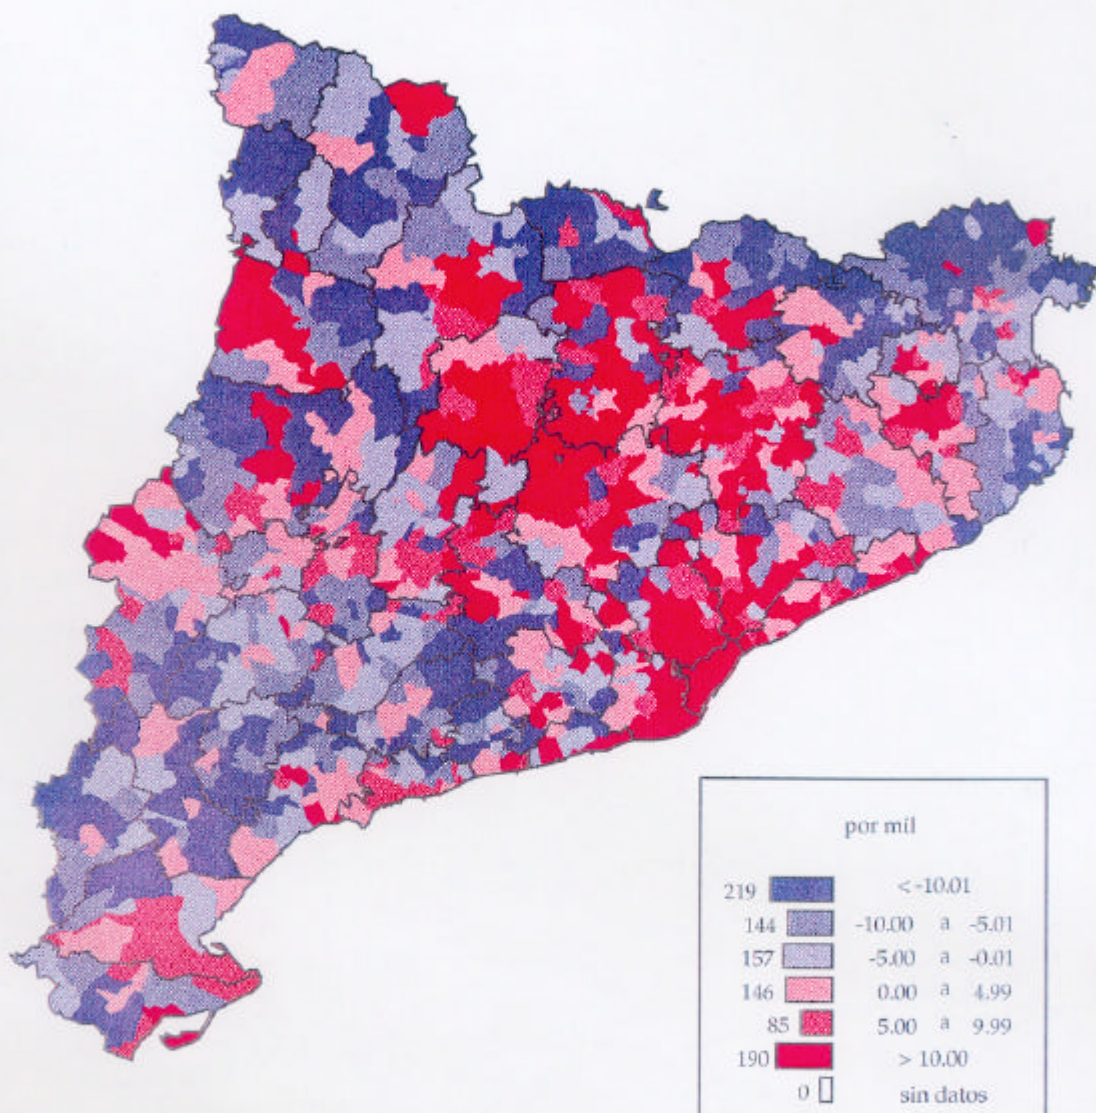 por mil
219 < -10.01
144 -10.00 a -5.01
157 -5.00 a -0.01
146 0.00 a 4.99
85 5.00 a 9.99
190 > 10.00
0 sin datos